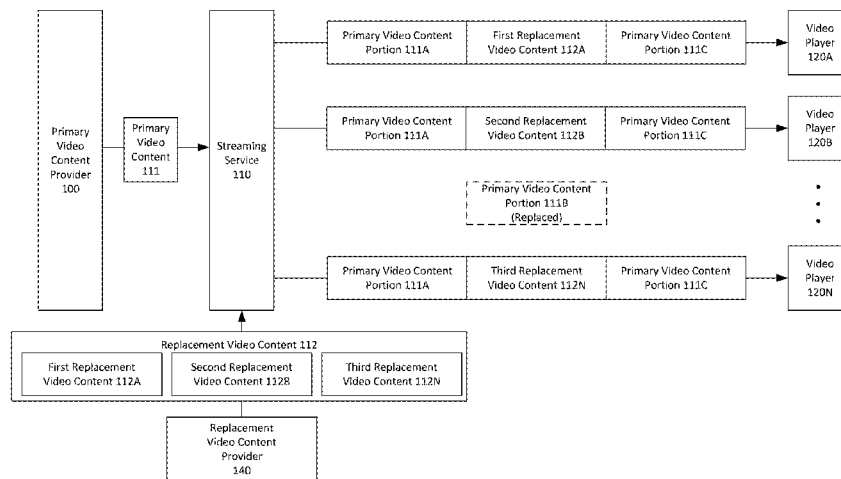 Primary
Video
Content
Provider
100
Primary
Video
Content
111
Streaming
Service
110
Primary Video Content
Portion 111A
First Replacement
Video Content 112A
Primary Video Content
Portion 111C
Video
Player
120A
Primary Video Content
Portion 111A
Second Replacement
Video Content 112B
Primary Video Content
Portion 111C
Video
Player
120B
Primary Video Content
Portion 111B
(Replaced)
Primary Video Content
Portion 111A
Third Replacement
Video Content 112N
Primary Video Content
Portion 111C
Video
Player
120N
Replacement Video Content 112
First Replacement
Video Content 112A
Second Replacement
Video Content 112B
Third Replacement
Video Content 112N
Replacement
Video Content
Provider
140